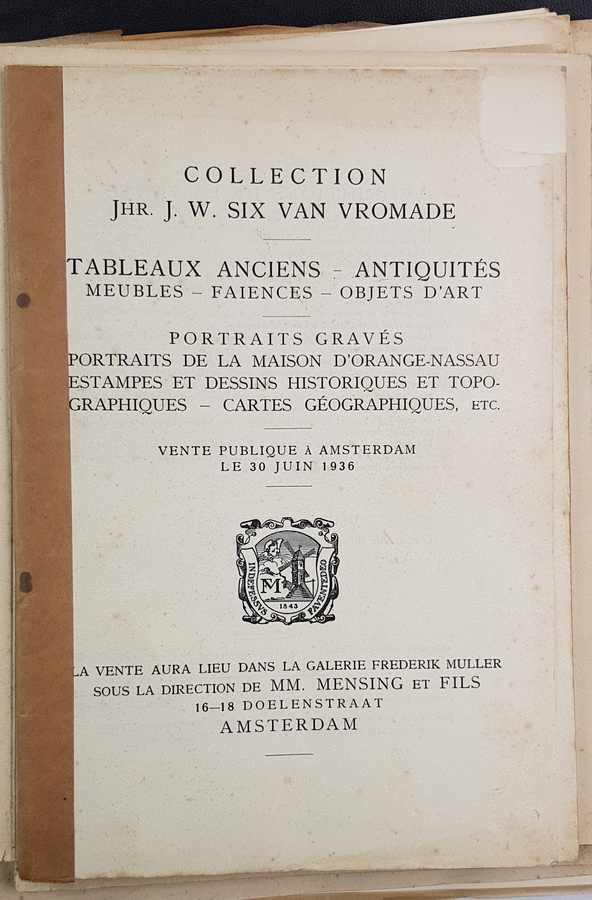 COLLECTION
JHR. J. W. SIX VAN VROMADE
TABLEAUX ANCIENS – ANTIQUITÉS
MEUBLES – FAIENCES – OBJETS D'ART
PORTRAITS GRAVÉS
PORTRAITS DE LA MAISON D'ORANGE-NASSAU
ESTAMPES ET DESSINS HISTORIQUES ET TOPO-
GRAPHIQUES – CARTES GÉOGRAPHIQUES, ETC.
VENTE PUBLIQUE À AMSTERDAM
LE 30 JUIN 1936
INDEFESSVS
FAVENTE DEO
FM
1843
LA VENTE AURA LIEU DANS LA GALERIE FREDERIK MULLER
SOUS LA DIRECTION DE MM. MENSING ET FILS
16—18 DOELENSTRAAT
AMSTERDAM